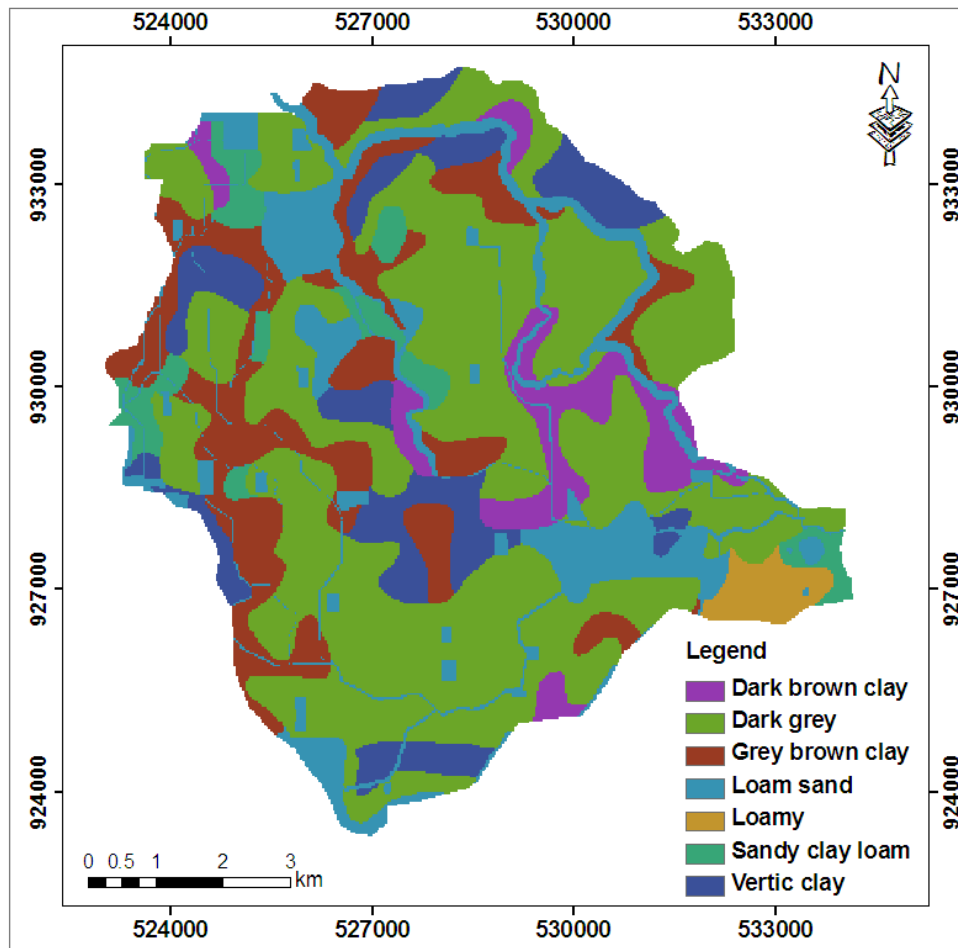 524000 527000 530000 533000
N
933000 933000
930000 930000
927000 927000
924000 924000
Legend
Dark brown clay
Dark grey
Grey brown clay
Loam sand
Loamy
Sandy clay loam
Vertic clay
0 0.5 1 2 3
km
524000 527000 530000 533000